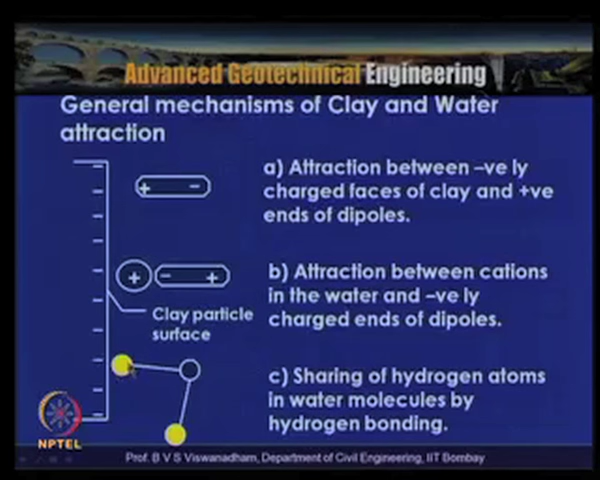 Advanced Geotechnical Engineering
General mechanisms of Clay and Water
attraction
+ −
a) Attraction between –ve ly
charged faces of clay and +ve
ends of dipoles.
+ − +
b) Attraction between cations
in the water and –ve ly
charged ends of dipoles.
Clay particle
surface
c) Sharing of hydrogen atoms
in water molecules by
hydrogen bonding.
NPTEL
Prof. B V S Viswanadham, Department of Civil Engineering, IIT Bombay